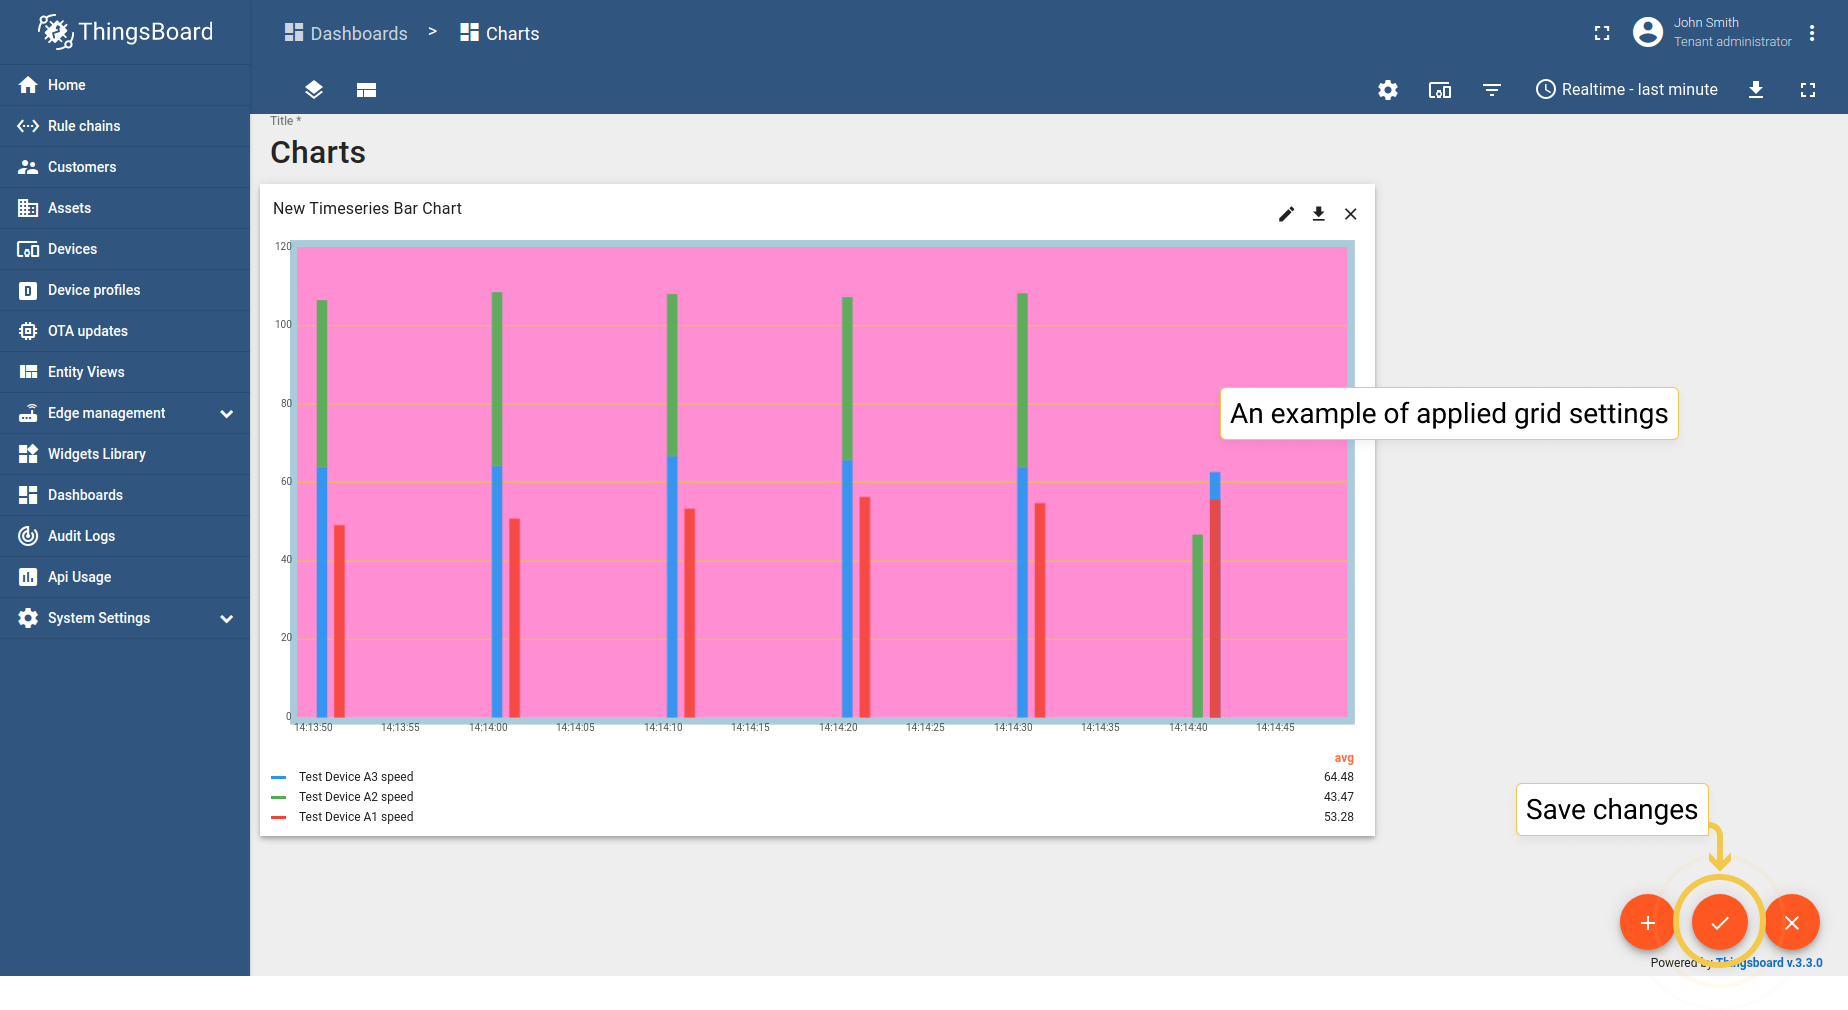 ThingsBoard
Dashboards > Charts
John Smith
Tenant administrator
Home
Rule chains
Customers
Assets
Devices
Device profiles
OTA updates
Entity Views
Edge management
Widgets Library
Dashboards
Audit Logs
Api Usage
System Settings
Realtime - last minute
Title *
Charts
New Timeseries Bar Chart
120
100
80
60
40
20
0
14:13:50 14:13:55 14:14:00 14:14:05 14:14:10 14:14:15 14:14:20 14:14:25 14:14:30 14:14:35 14:14:40 14:14:45
An example of applied grid settings
avg
Test Device A3 speed 64.48
Test Device A2 speed 43.47
Test Device A1 speed 53.28
Save changes
Powered by Thingsboard v.3.3.0